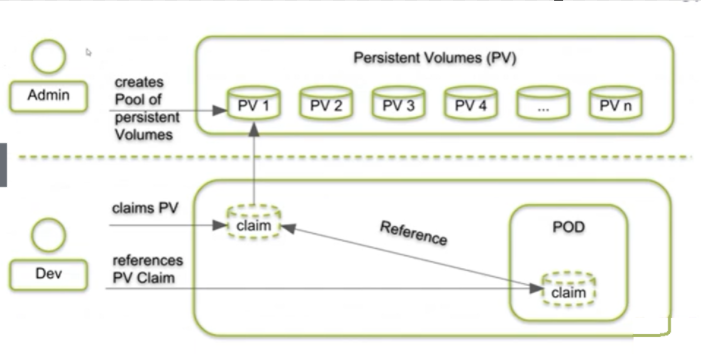 Persistent Volumes (PV)
Admin
creates
Pool of
persistent
Volumes
PV 1
PV 2
PV 3
PV 4
...
PV n
claims PV
claim
Reference
POD
Dev
references
PV Claim
claim